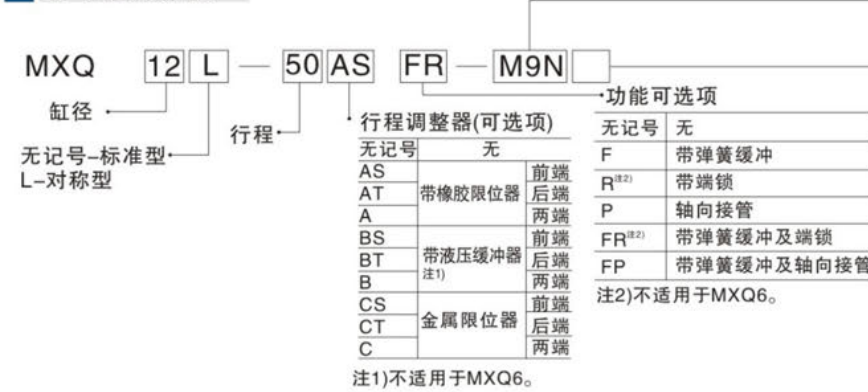 MXQ 12 L — 50 AS FR — M9N
缸径
无记号-标准型
L-对称型
行程
行程调整器(可选项)
无记号 无
AS 带橡胶限位器 前端
AT 后端
A 两端
BS 带液压缓冲器注1) 前端
BT 后端
B 两端
CS 金属限位器 前端
CT 后端
C 两端
注1)不适用于MXQ6。
功能可选项
无记号 无
F 带弹簧缓冲
R注2) 带端锁
P 轴向接管
FR注2) 带弹簧缓冲及端锁
FP 带弹簧缓冲及轴向接管
注2)不适用于MXQ6。